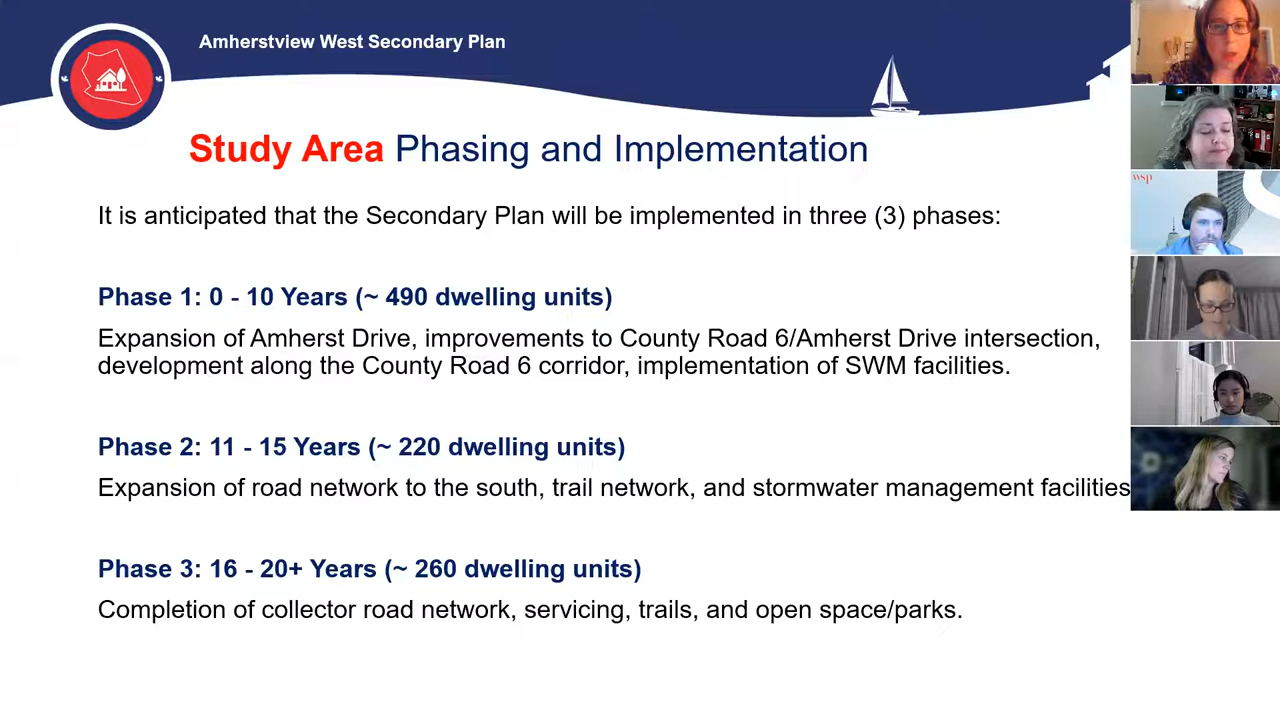 Amherstview West Secondary Plan
wsp
Study Area Phasing and Implementation
It is anticipated that the Secondary Plan will be implemented in three (3) phases:
Phase 1: 0 - 10 Years (~ 490 dwelling units)
Expansion of Amherst Drive, improvements to County Road 6/Amherst Drive intersection,
development along the County Road 6 corridor, implementation of SWM facilities.
Phase 2: 11 - 15 Years (~ 220 dwelling units)
Expansion of road network to the south, trail network, and stormwater management facilities
Phase 3: 16 - 20+ Years (~ 260 dwelling units)
Completion of collector road network, servicing, trails, and open space/parks.